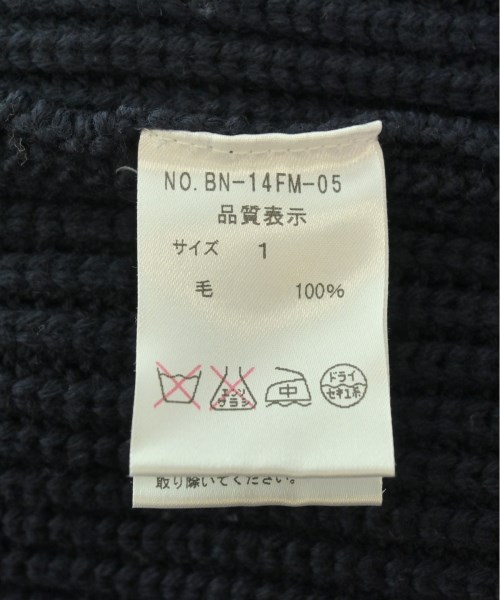 NO.BN-14FM-05
品質表示
サイズ 1
毛 100%
エンソ
サラシ
中
ドライ
セキユ系
取り除いてください。